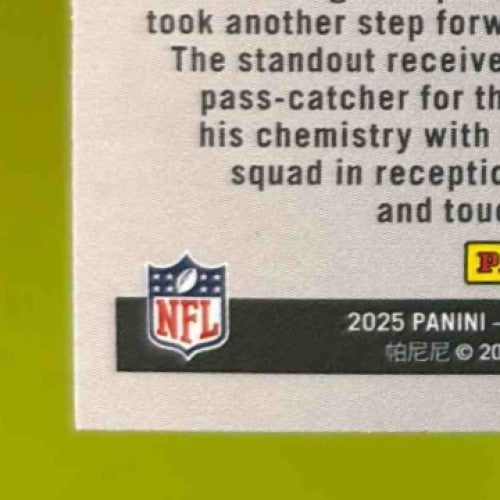 took another step forw
The standout receive
pass-catcher for th
his chemistry with
squad in receptio
and tou
P
NFL
2025 PANINI -
帕尼尼 © 20